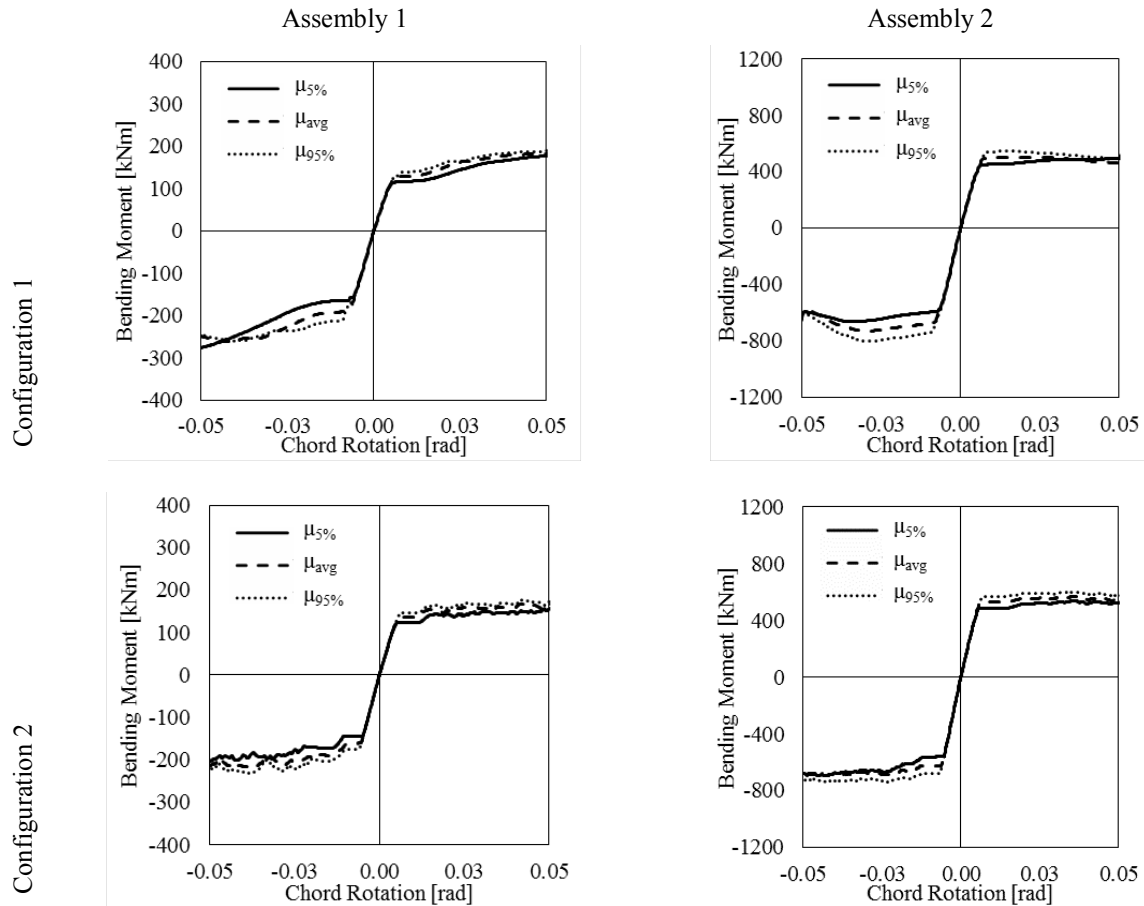 Assembly 1
Assembly 2
Configuration 1
Bending Moment [kNm]
400
300
200
100
0
-100
-200
-300
-400
μ5%
μavg
μ95%
-0.05 -0.03 0.00 0.03 0.05
Chord Rotation [rad]
Bending Moment [kNm]
1200
800
400
0
-400
-800
-1200
μ5%
μavg
μ95%
-0.05 -0.03 0.00 0.03 0.05
Chord Rotation [rad]
Configuration 2
Bending Moment [kNm]
400
300
200
100
0
-100
-200
-300
-400
μ5%
μavg
μ95%
-0.05 -0.03 0.00 0.03 0.05
Chord Rotation [rad]
Bending Moment [kNm]
1200
800
400
0
-400
-800
-1200
μ5%
μavg
μ95%
-0.05 -0.03 0.00 0.03 0.05
Chord Rotation [rad]